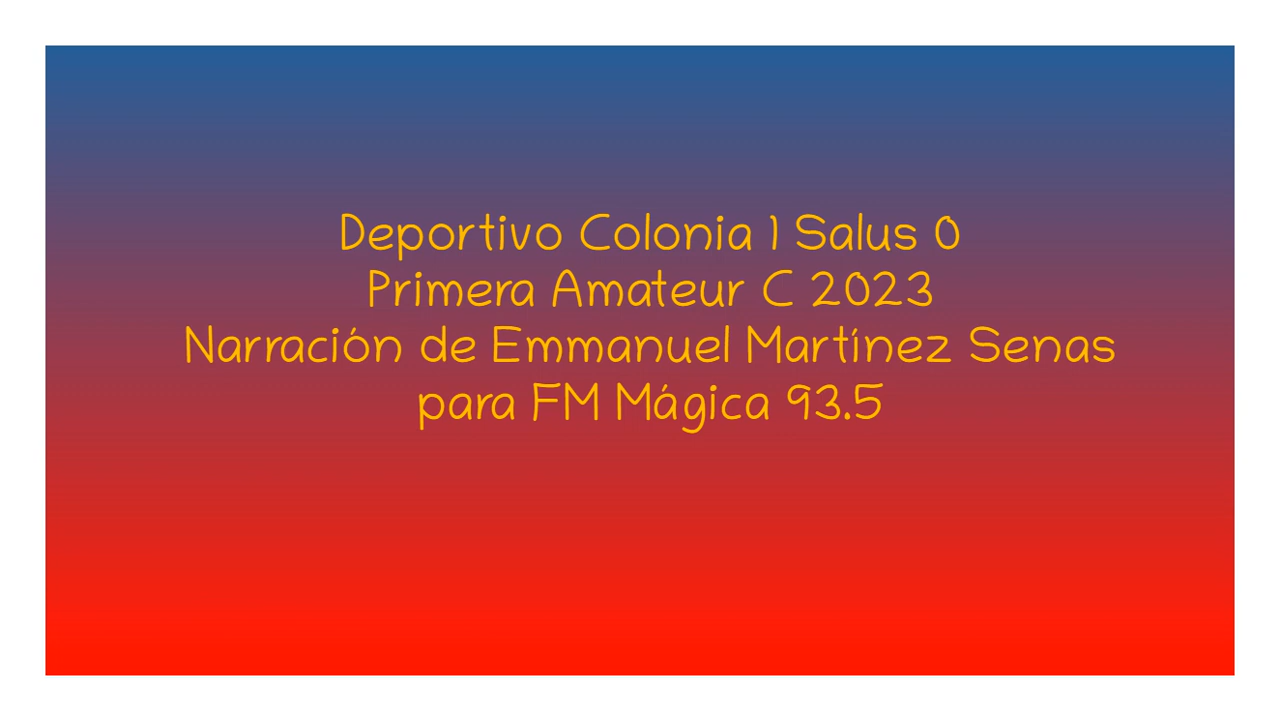 Deportivo Colonia 1 Salus 0
Primera Amateur C 2023
Narración de Emmanuel Martínez Senas
para FM Mágica 93.5